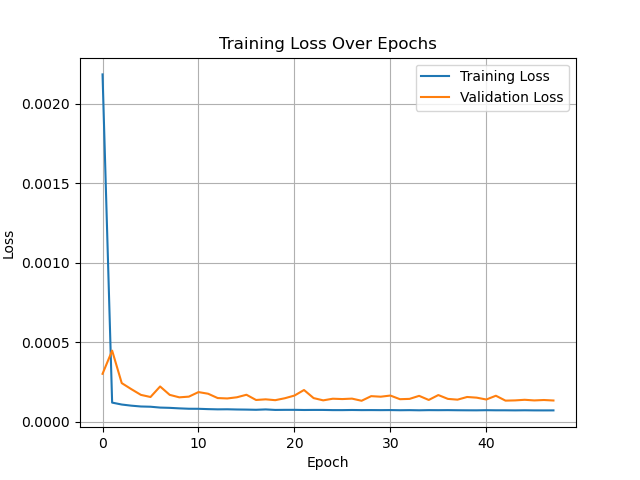 Training Loss Over Epochs
Training Loss
Validation Loss
0.0020
0.0015
0.0010
0.0005
0.0000
Loss
0 10 20 30 40
Epoch